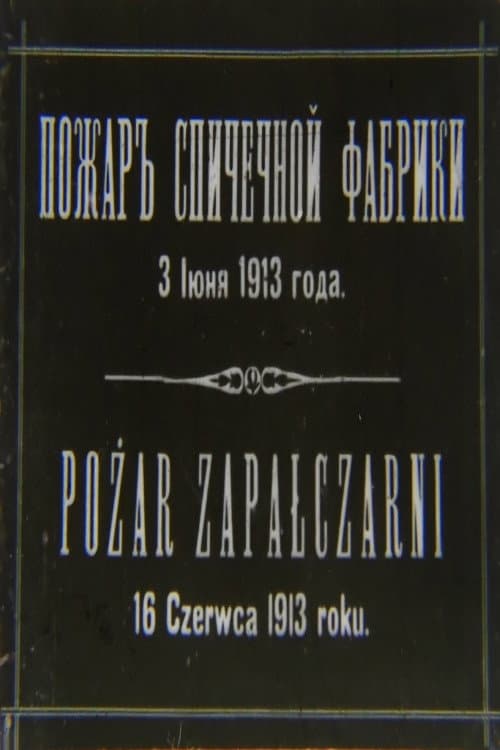 ПОЖАРЪ СПИЧЕЧНОЙ ФАБРИКИ
3 Іюня 1913 года.
POŻAR ZAPAŁCZARNI
16 Czerwca 1913 roku.